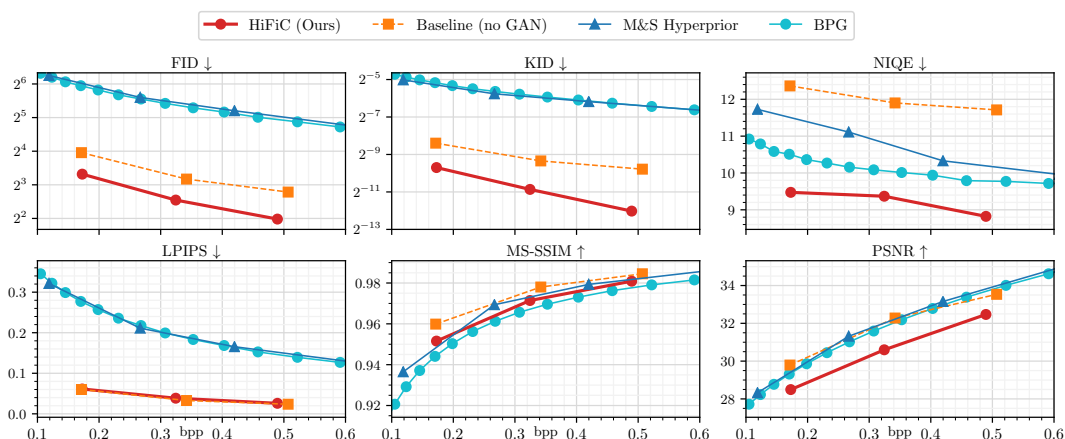 HiFiC (Ours) Baseline (no GAN) M&S Hyperprior BPG
FID ↓ KID ↓ NIQE ↓
2^6 2^5 2^4 2^3 2^2
2^-5 2^-7 2^-9 2^-11 2^-13
12 11 10 9
LPIPS ↓ MS-SSIM ↑ PSNR ↑
0.3 0.2 0.1 0.0
0.98 0.96 0.94 0.92
34 32 30 28
0.1 0.2 bpp 0.3 0.4 0.5 0.6
0.1 0.2 bpp 0.3 0.4 0.5 0.6
0.1 0.2 bpp 0.3 0.4 0.5 0.6